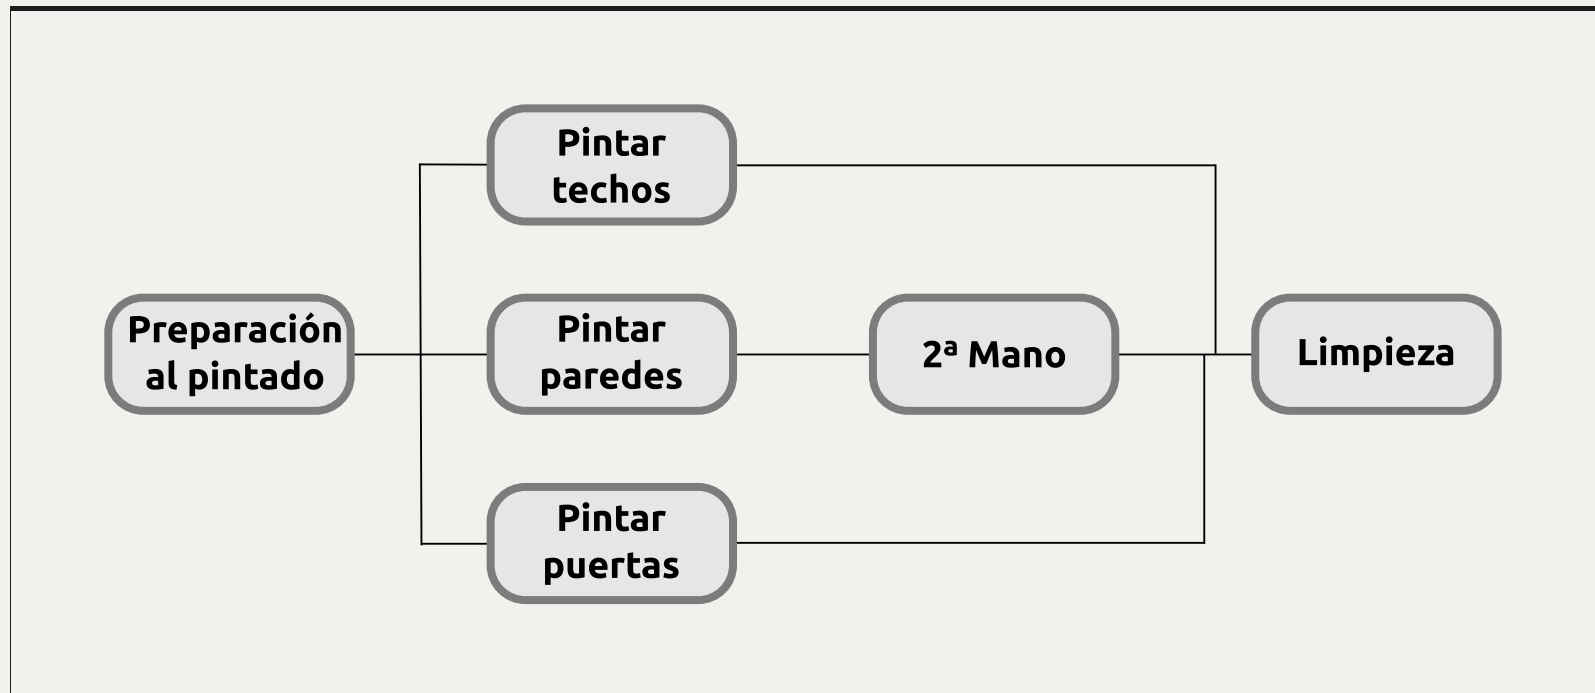 Pintar
techos
Preparación
al pintado
Pintar
paredes
2ª Mano
Limpieza
Pintar
puertas